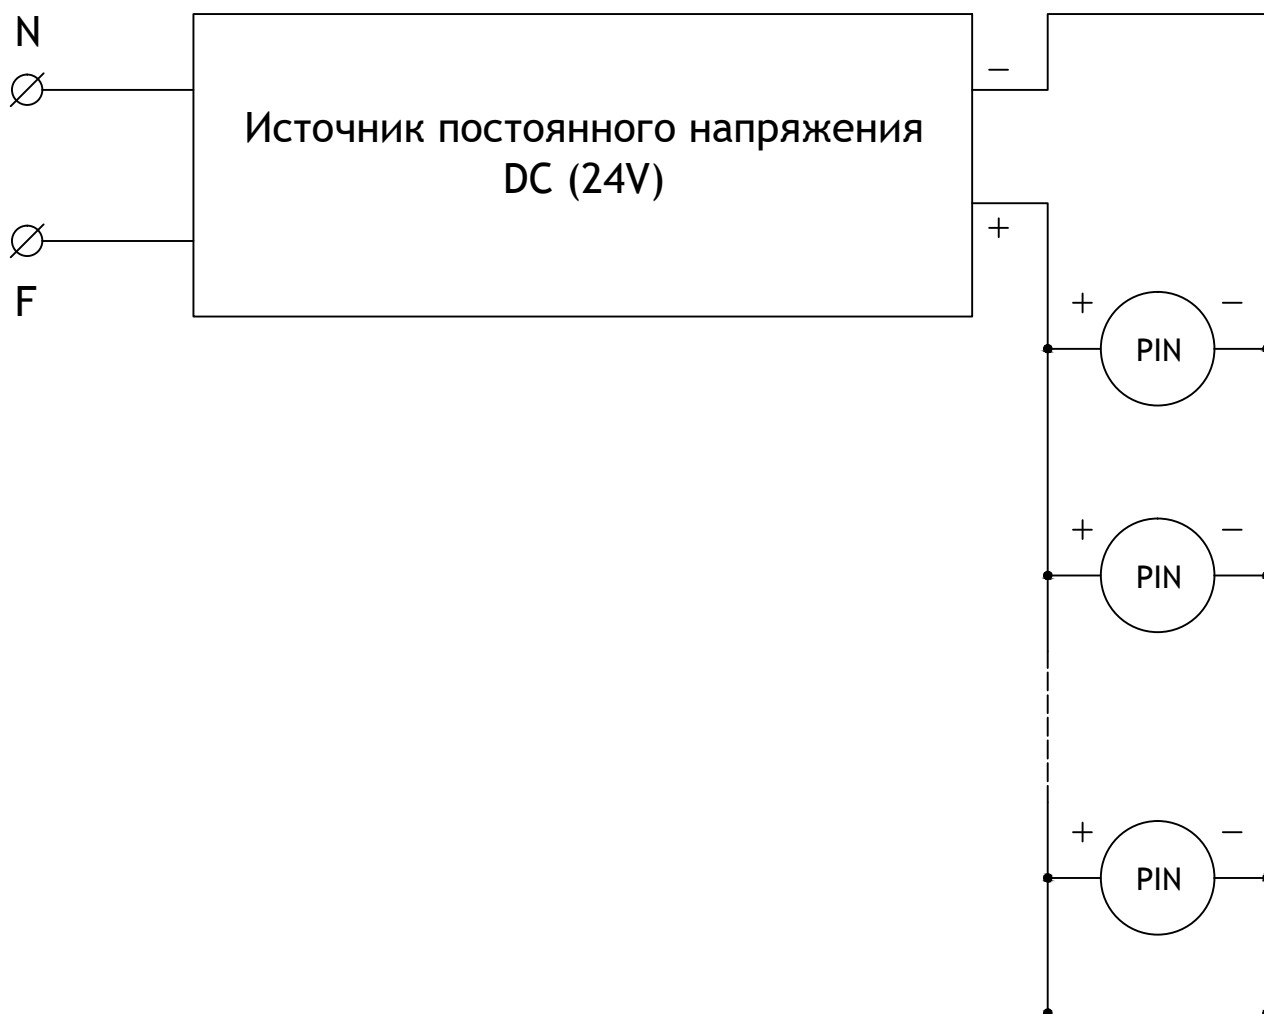 N
−
Источник постоянного напряжения
DC (24V)
+
F
+ −
PIN
+ −
PIN
+ −
PIN